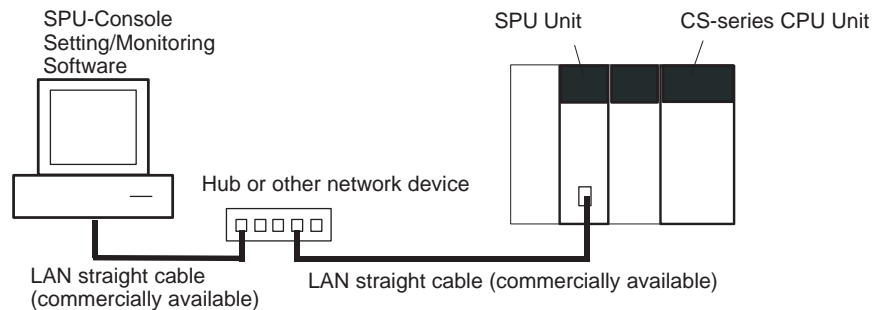 SPU-Console
Setting/Monitoring
Software
SPU Unit
CS-series CPU Unit
Hub or other network device
LAN straight cable
(commercially available)
LAN straight cable (commercially available)